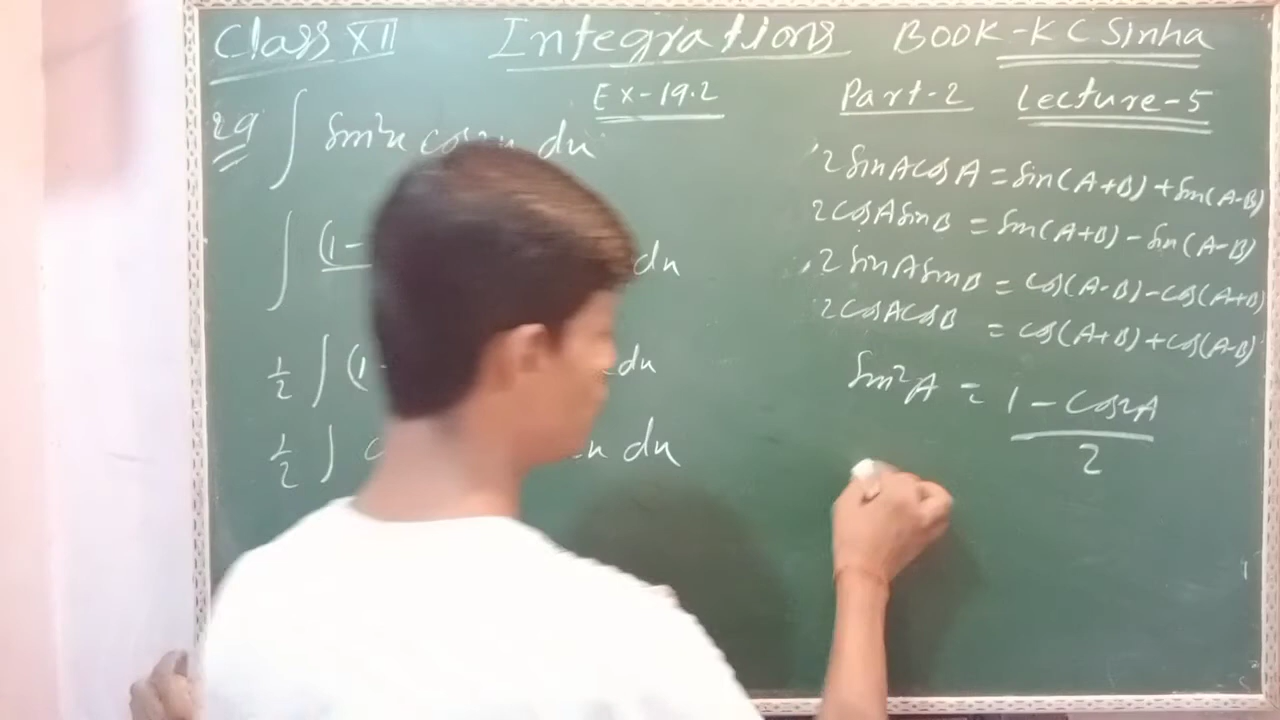 Class XII Integrations BOOK-KC Sinha
EX-19.2 Part-2 Lecture-5
29 ∫ Sin²x cos2x dx
∫ (1- dx
½ ∫ (1- dx
½ ∫ c x dx
2 SinA cosA = Sin(A+B) + Sin(A-B)
2 cosA SinB = Sin(A+B) - Sin(A-B)
2 SinA SinB = cos(A-B) - cos(A+B)
2 cosA cosB = cos(A+B) + cos(A-B)
Sin²A = 1 - cos2A
2